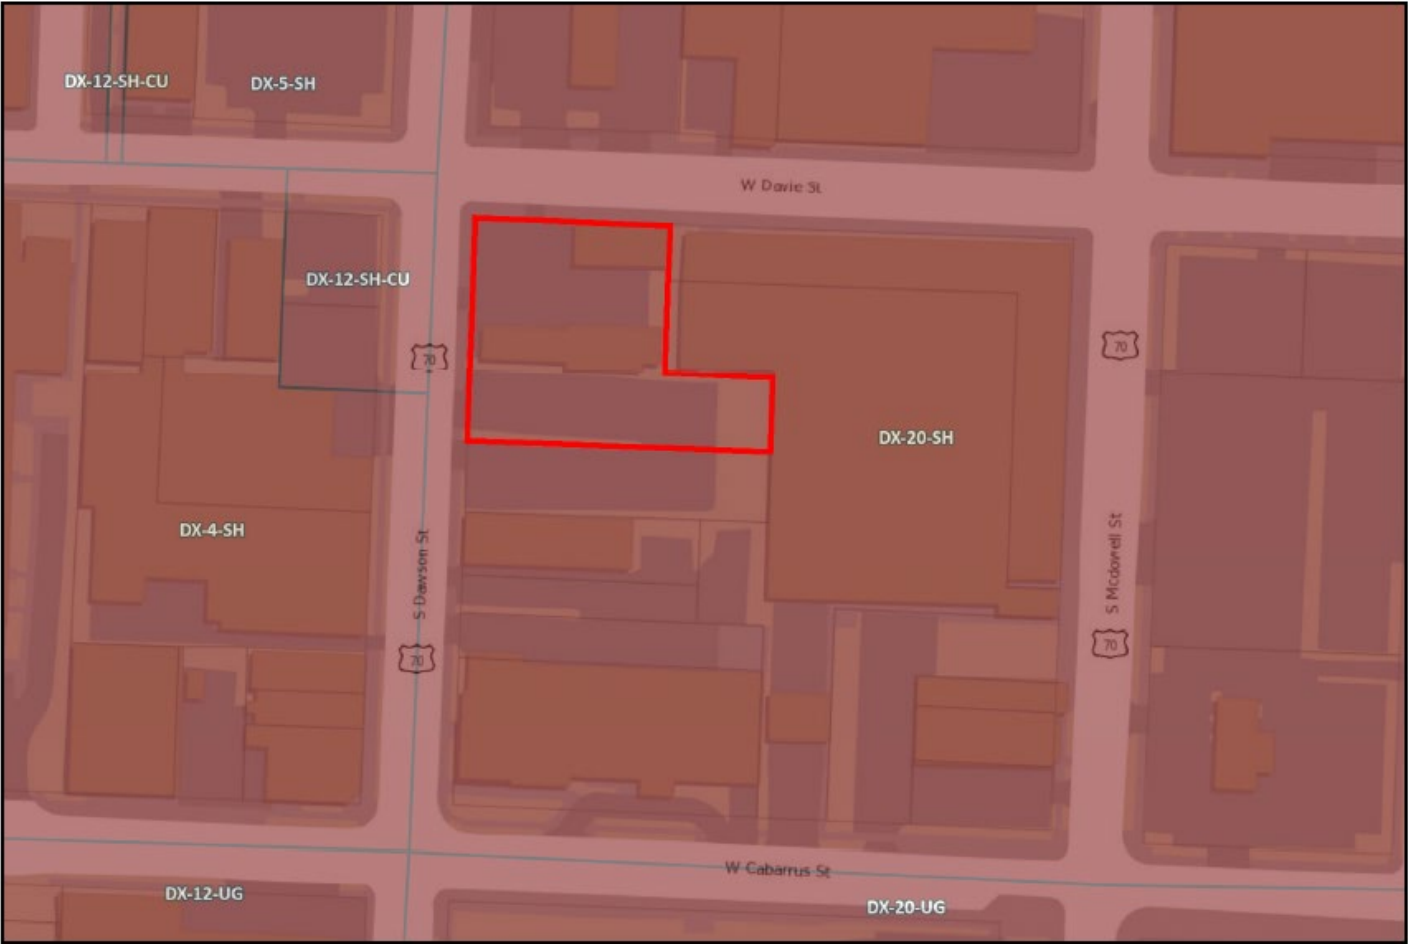 DX-12-SH-CU
DX-5-SH
W Davie St
DX-12-SH-CU
70
70
DX-20-SH
DX-4-SH
S Dawson St
S Mcdowell St
70
70
W Cabarrus St
DX-12-UG
DX-20-UG